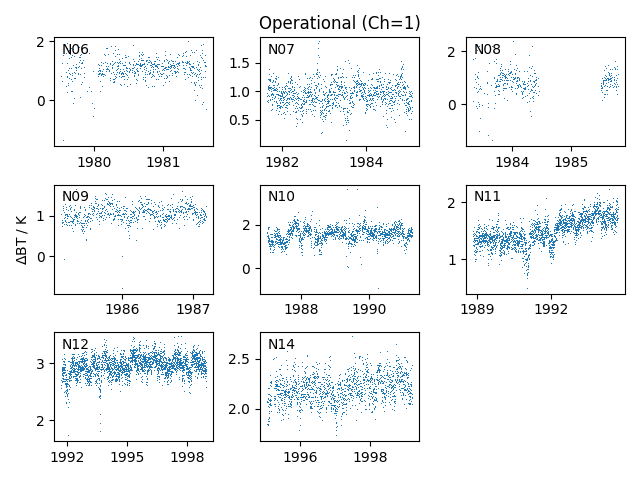 Operational (Ch=1)
N06
2
0
1980 1981
N07
1.5
1.0
0.5
1982 1984
N08
2
0
1984 1985
ΔBT / K
N09
1
0
1986 1987
N10
2
0
1988 1990
N11
2
1
1989 1992
N12
3
2
1992 1995 1998
N14
2.5
2.0
1996 1998